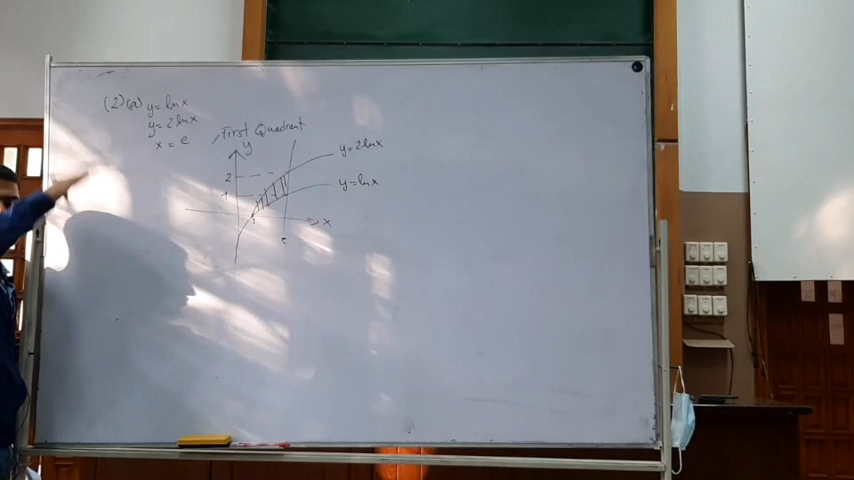 (2)(a) y = ln x
y = 2 ln x
x = e , First Quadrant
y
y = 2 ln x
2
y = ln x
1
1
x
e